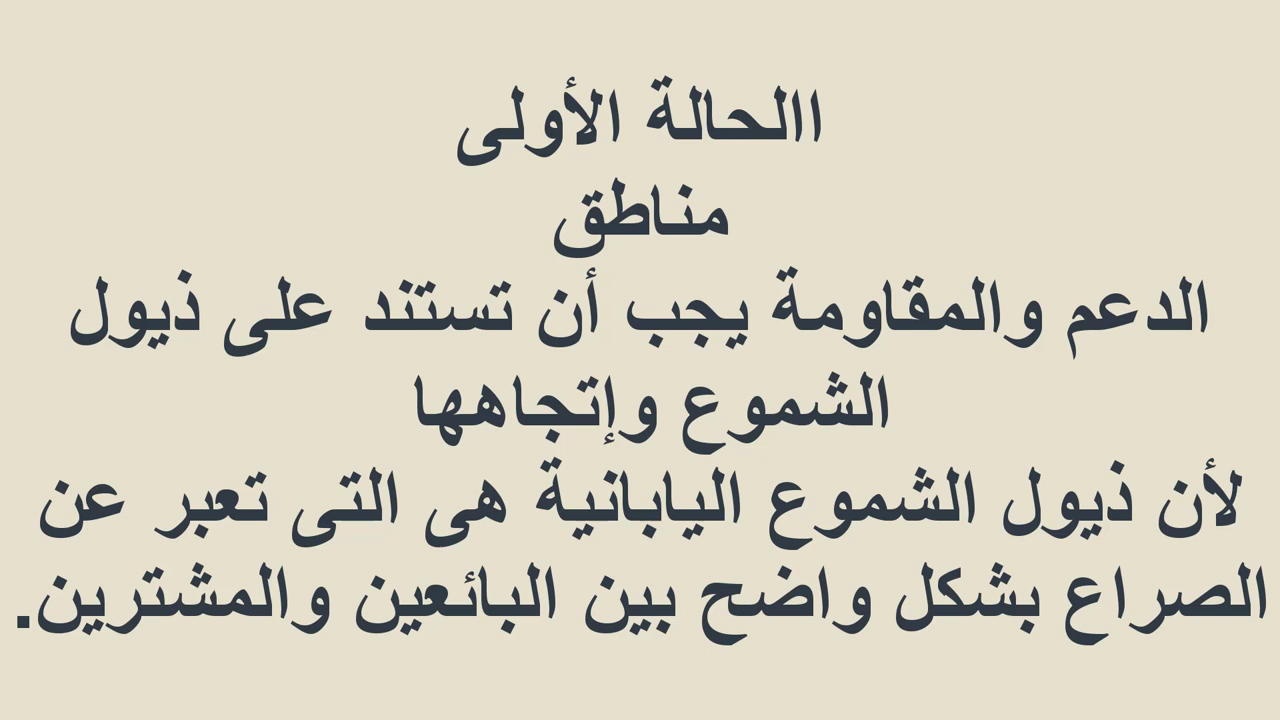 االحالة الأولى
مناطق
الدعم والمقاومة يجب أن تستند على ذيول
الشموع وإتجاهها
لأن ذيول الشموع اليابانية هى التى تعبر عن
الصراع بشكل واضح بين البائعين والمشترين.